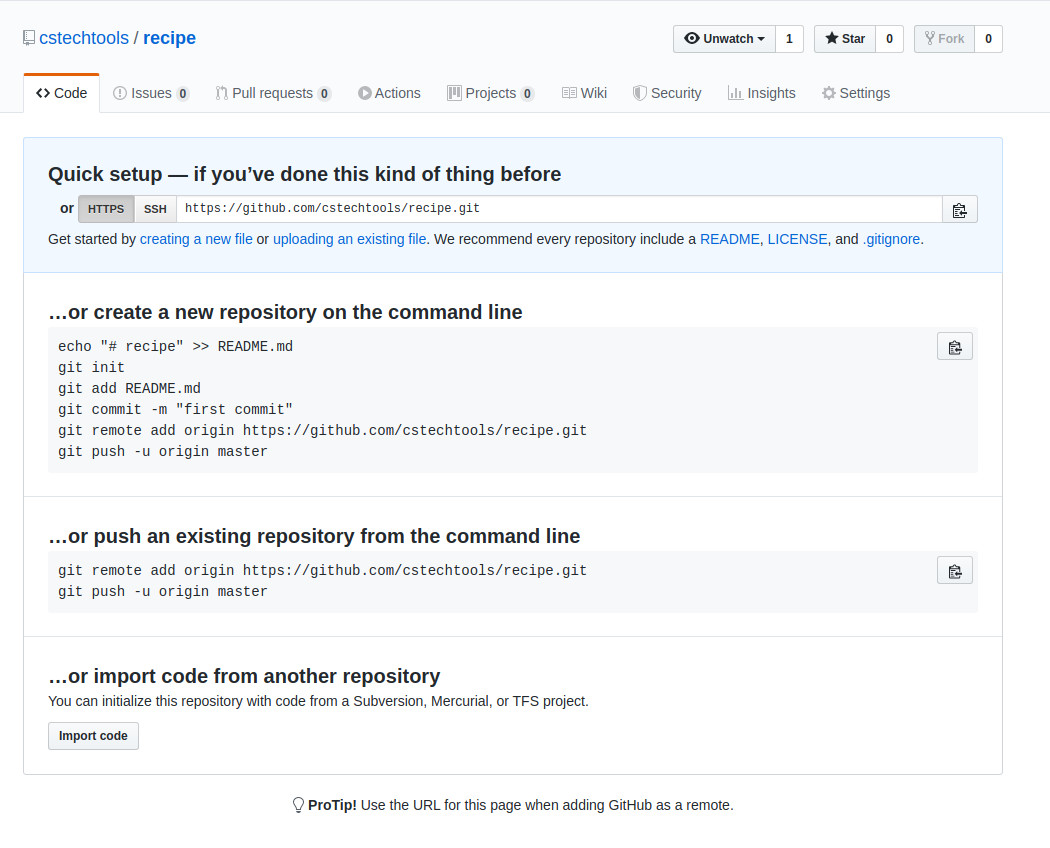 cstechtools / recipe
Unwatch 1 Star 0 Fork 0
Code Issues 0 Pull requests 0 Actions Projects 0 Wiki Security Insights Settings
Quick setup — if you’ve done this kind of thing before
or HTTPS SSH https://github.com/cstechtools/recipe.git
Get started by creating a new file or uploading an existing file. We recommend every repository include a README, LICENSE, and .gitignore.
…or create a new repository on the command line
echo "# recipe" >> README.md
git init
git add README.md
git commit -m "first commit"
git remote add origin https://github.com/cstechtools/recipe.git
git push -u origin master
…or push an existing repository from the command line
git remote add origin https://github.com/cstechtools/recipe.git
git push -u origin master
…or import code from another repository
You can initialize this repository with code from a Subversion, Mercurial, or TFS project.
Import code
ProTip! Use the URL for this page when adding GitHub as a remote.